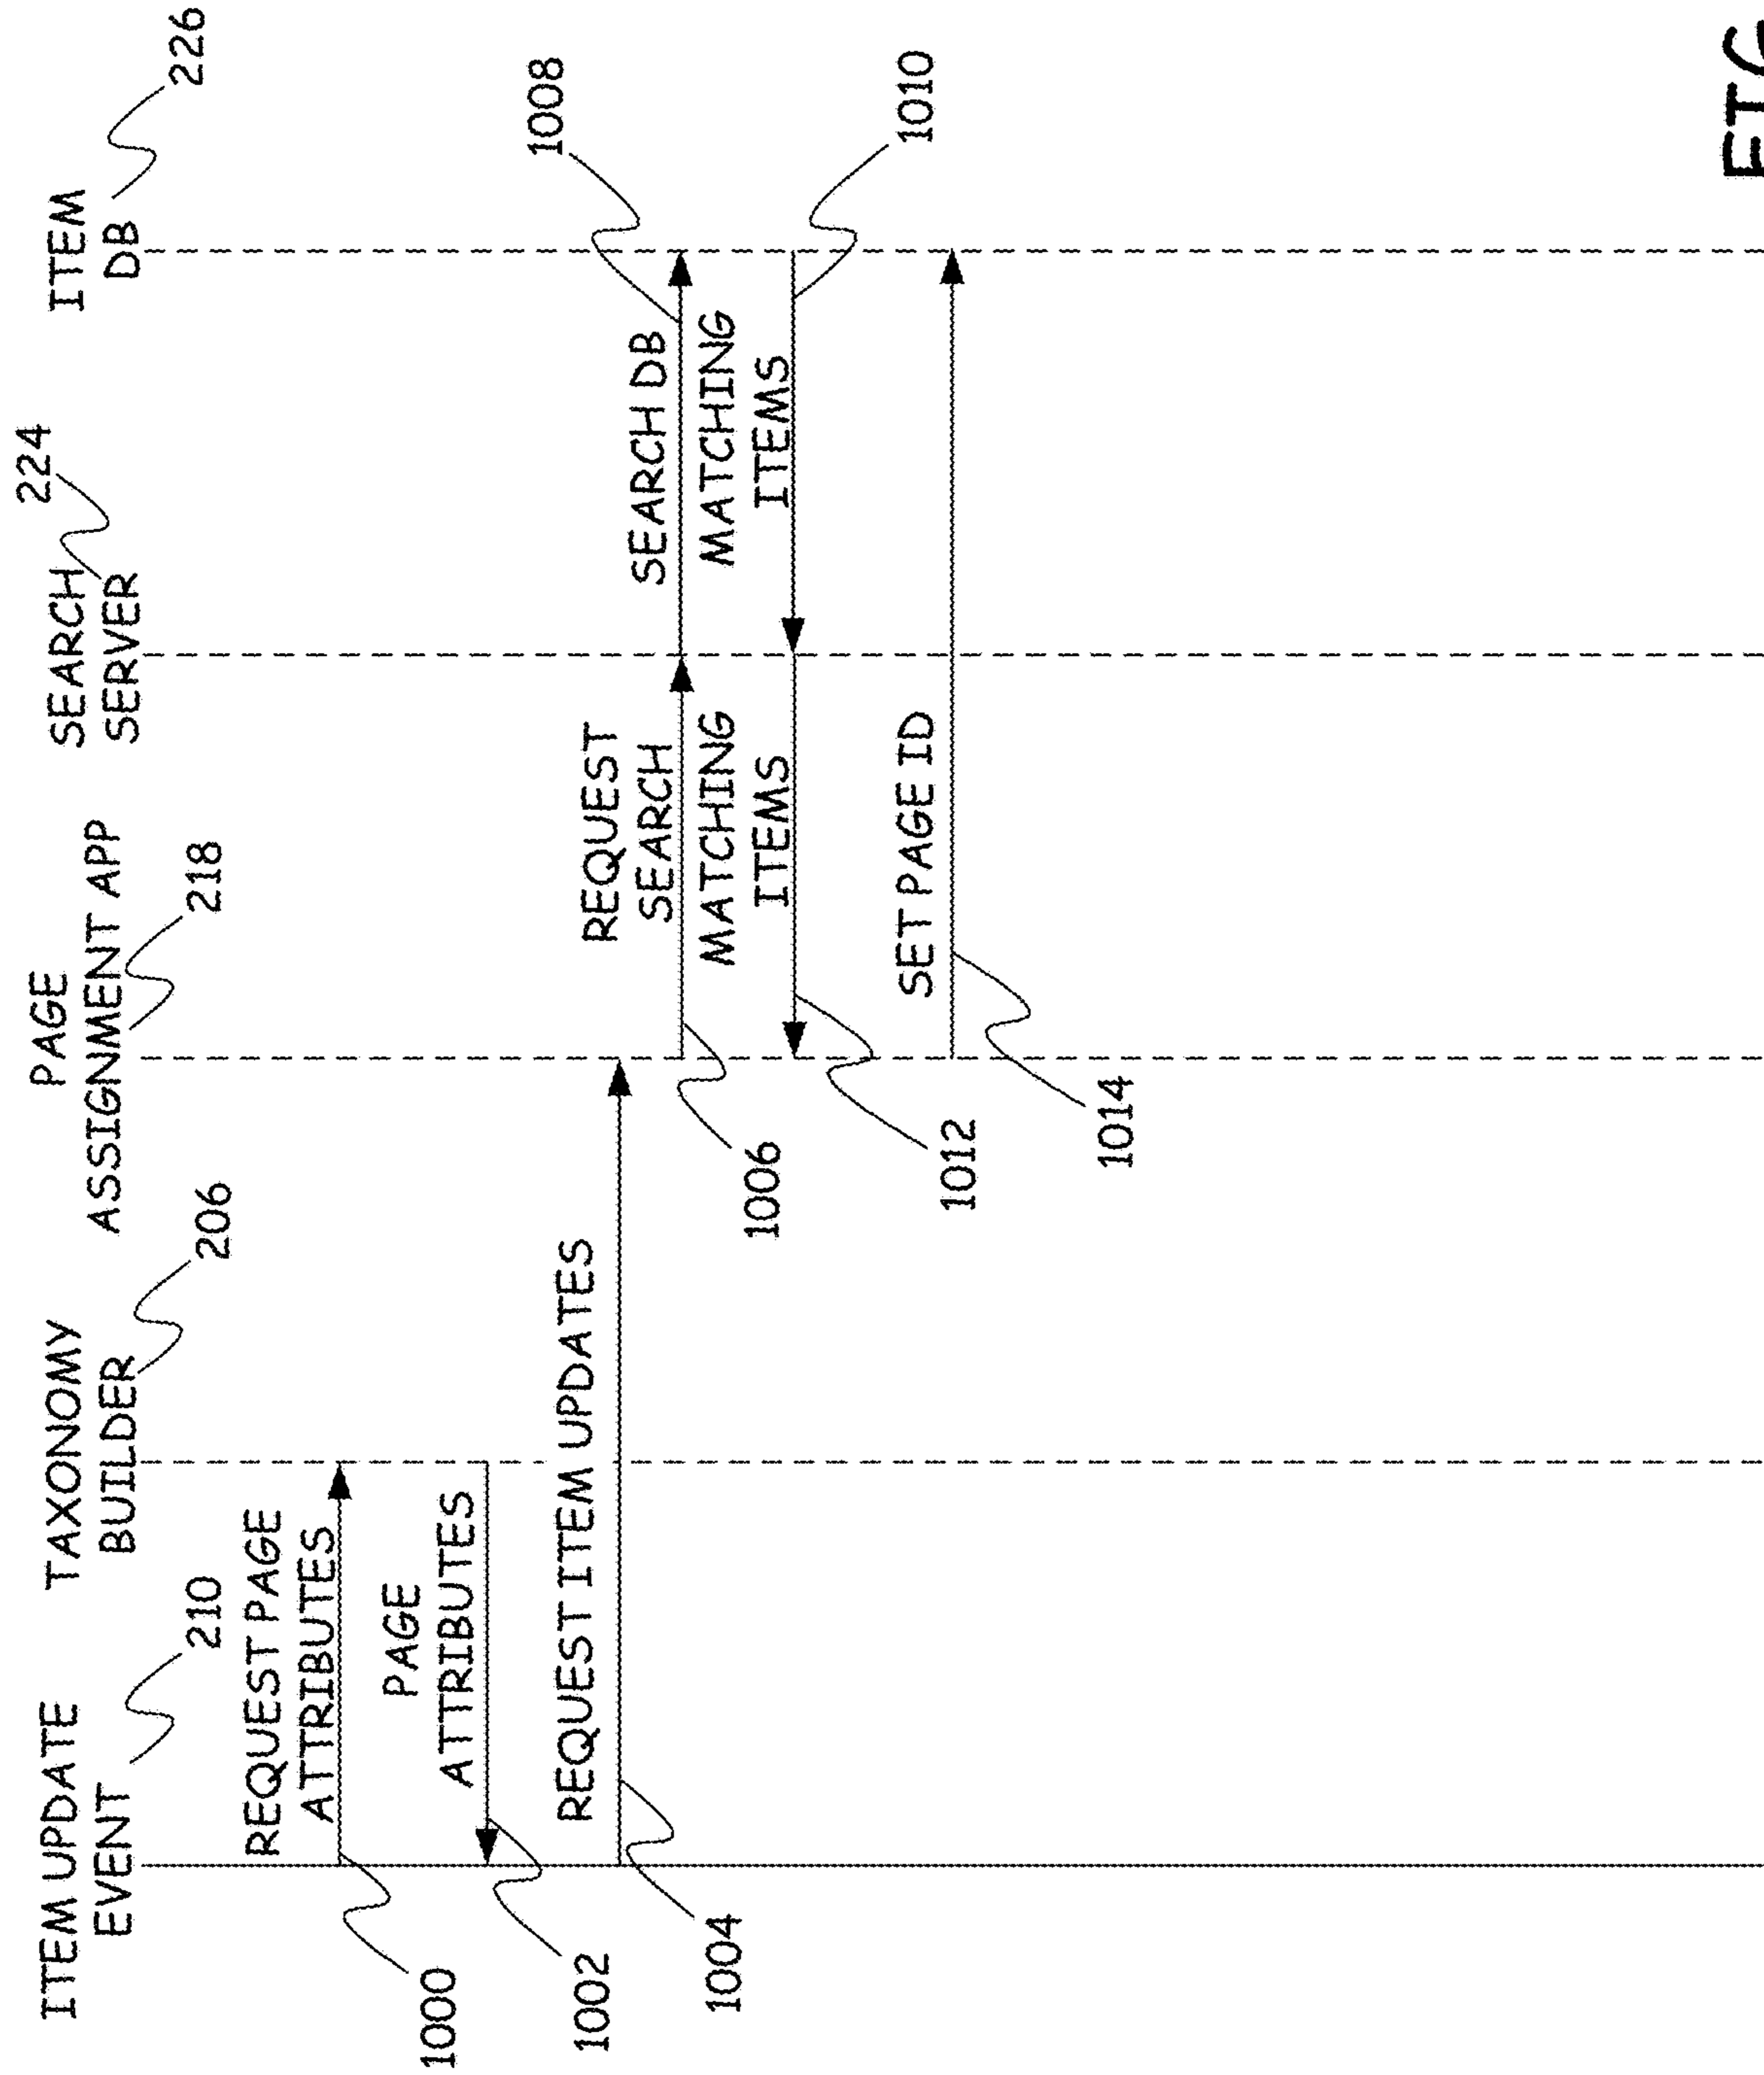 ITEM UPDATE
EVENT
210
TAXONOMY
BUILDER
206
PAGE
ASSIGNMENT APP
218
SEARCH
SERVER
224
ITEM
DB
226
REQUEST PAGE
ATTRIBUTES
1000
PAGE
ATTRIBUTES
1002
REQUEST ITEM UPDATES
1004
REQUEST
SEARCH
1006
SEARCH DB
1008
MATCHING
ITEMS
1010
MATCHING
ITEMS
1012
SET PAGE ID
1014
FIG